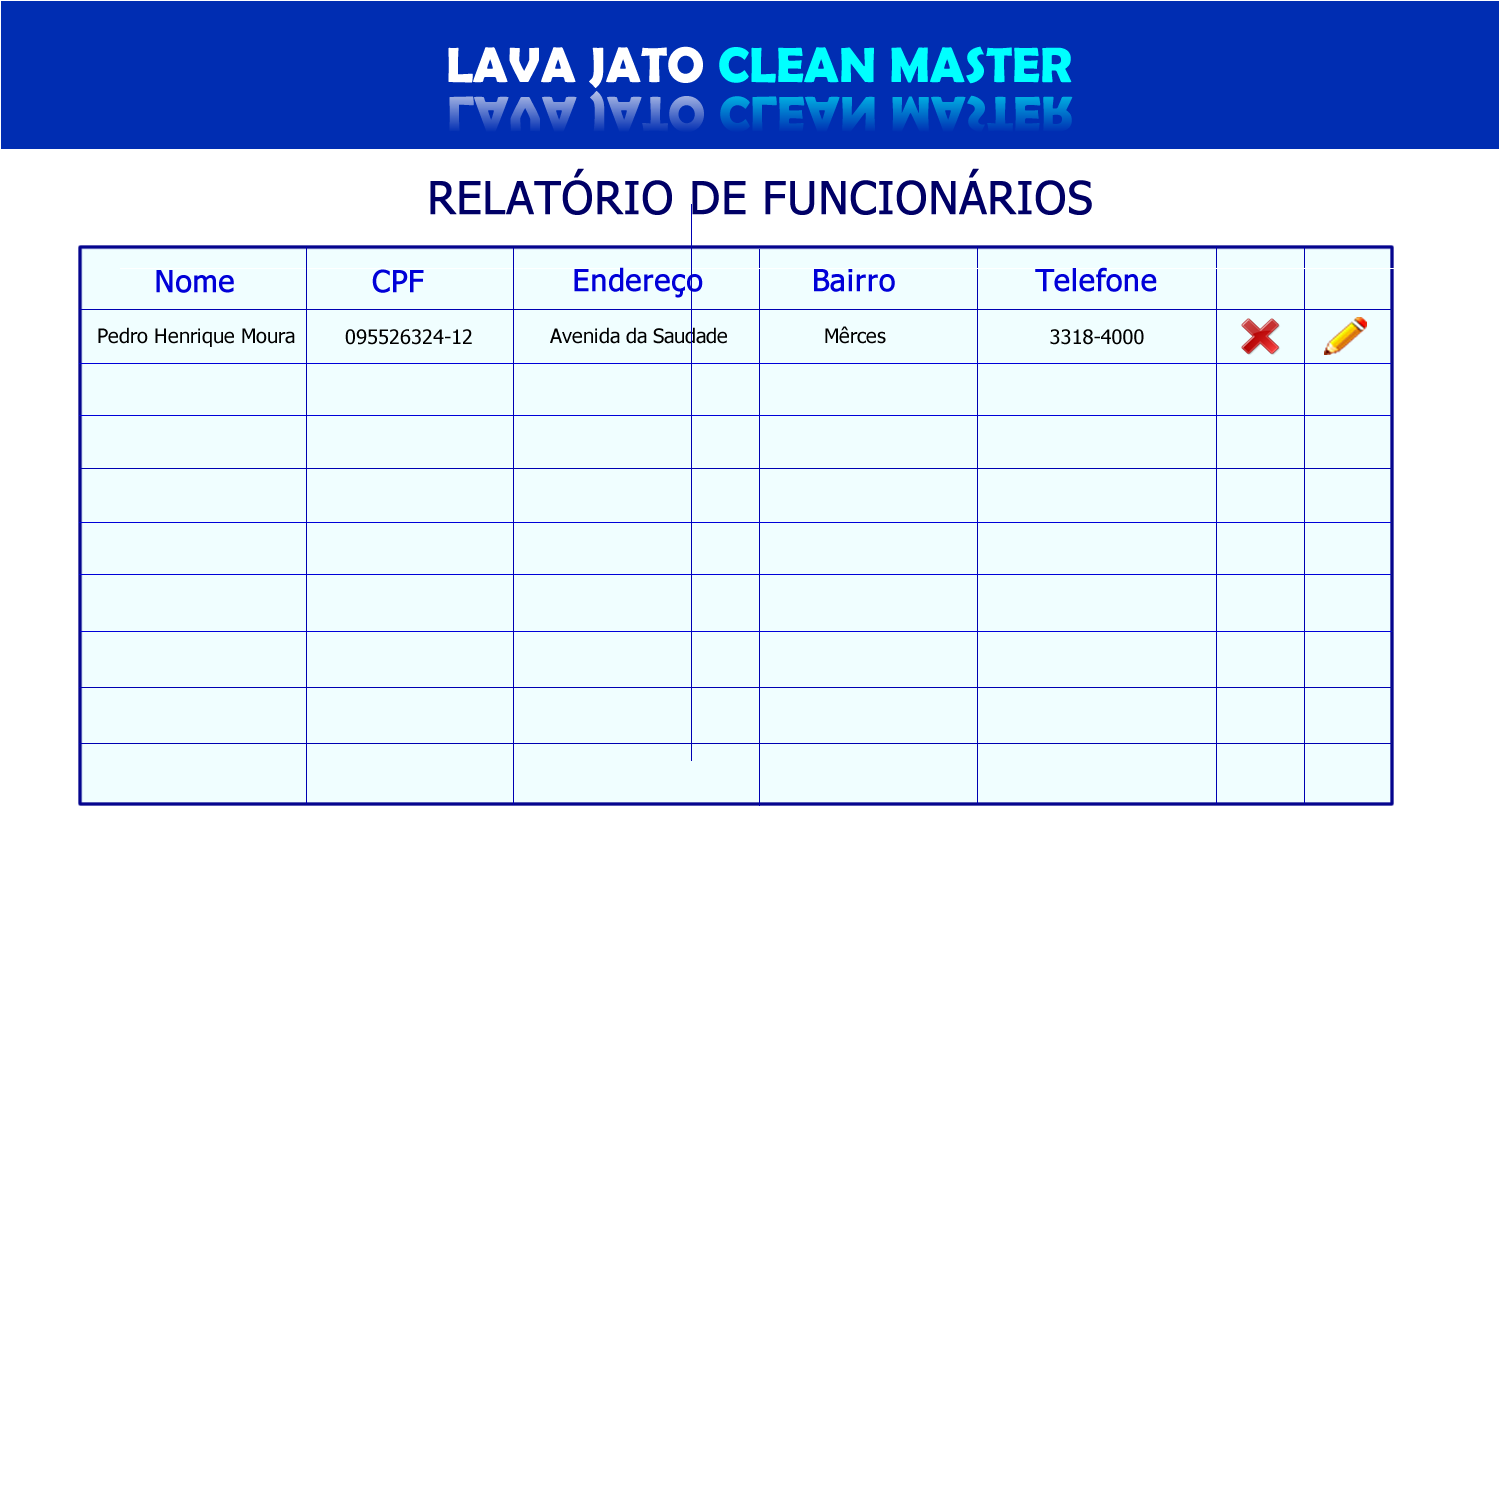 LAVA JATO CLEAN MASTER
RELATÓRIO DE FUNCIONÁRIOS
Nome CPF Endereço Bairro Telefone
Pedro Henrique Moura 095526324-12 Avenida da Saudade Mêrces 3318-4000